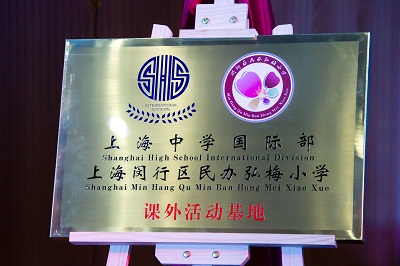 SHS
INTERNATIONAL
DIVISION
上海中学国际部
Shanghai High School International Division
上海闵行区民办弘梅小学
Shanghai Min Hang Qu Min Ban Hong Mei Xiao Xue
课外活动基地